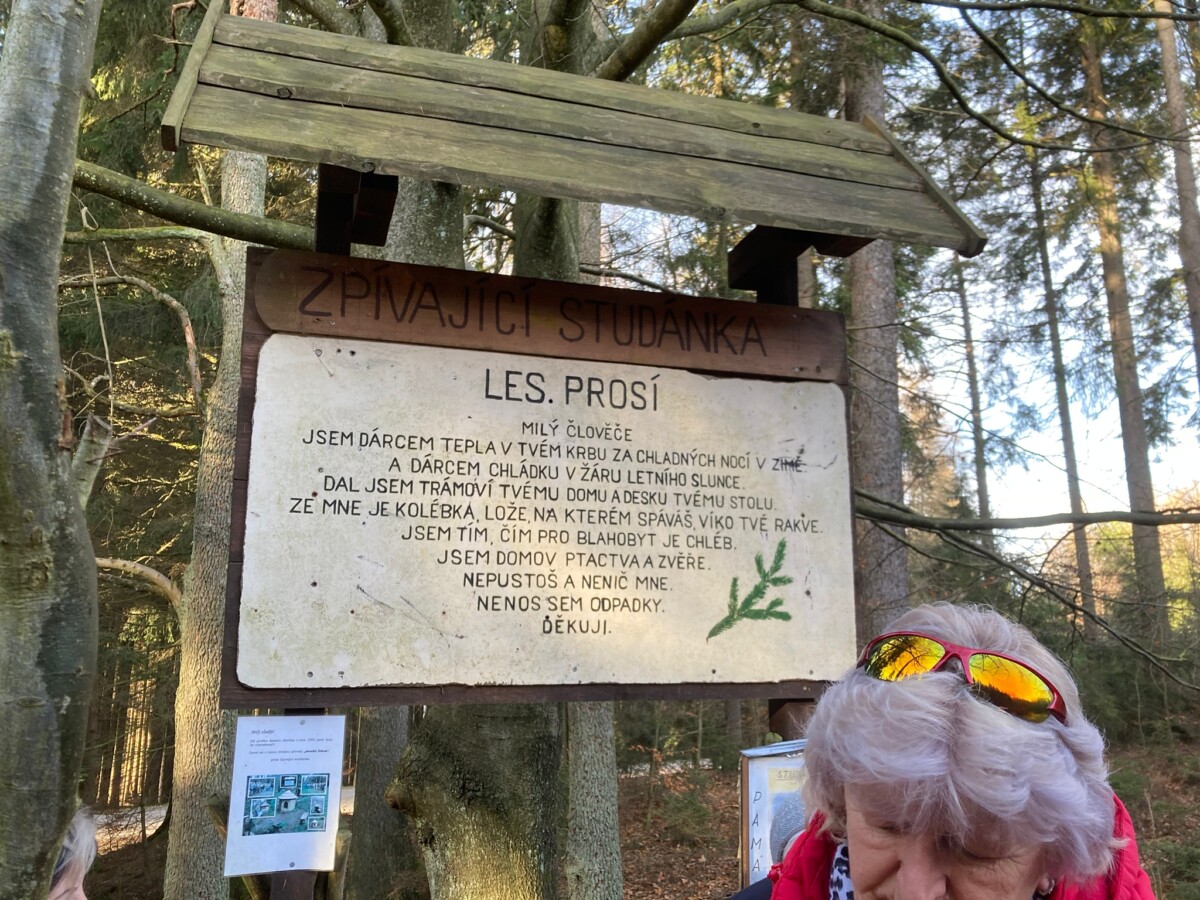 ZPÍVAJÍCÍ STUDÁNKA
LES. PROSÍ
MILÝ ČLOVĚČE
JSEM DÁRCEM TEPLA V TVÉM KRBU ZA CHLADNÝCH NOCÍ V ZIMĚ.
A DÁRCEM CHLÁDKU V ŽÁRU LETNÍHO SLUNCE.
DAL JSEM TRÁMOVÍ TVÉMU DOMU A DESKU TVÉMU STOLU.
ZE MNE JE KOLÉBKA, LOŽE, NA KTERÉM SPÁVÁŠ, VÍKO TVÉ RAKVE.
JSEM TÍM, ČÍM PRO BLAHOBYT JE CHLÉB.
JSEM DOMOV PTACTVA A ZVĚŘE.
NEPUSTOŠ A NENIČ MNE.
NENOS SEM ODPADKY.
DĚKUJI.
PAMÁ